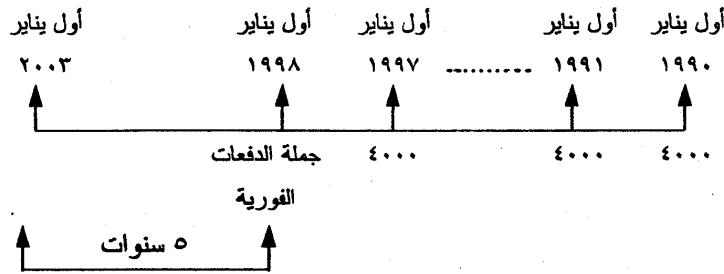 أول يناير أول يناير أول يناير أول يناير أول يناير
١٩٩٠ ١٩٩١ ......... ١٩٩٧ ١٩٩٨ ٢٠٠٣
٤٠٠٠ ٤٠٠٠ ٤٠٠٠ جملة الدفعات
الفورية
٥ سنوات